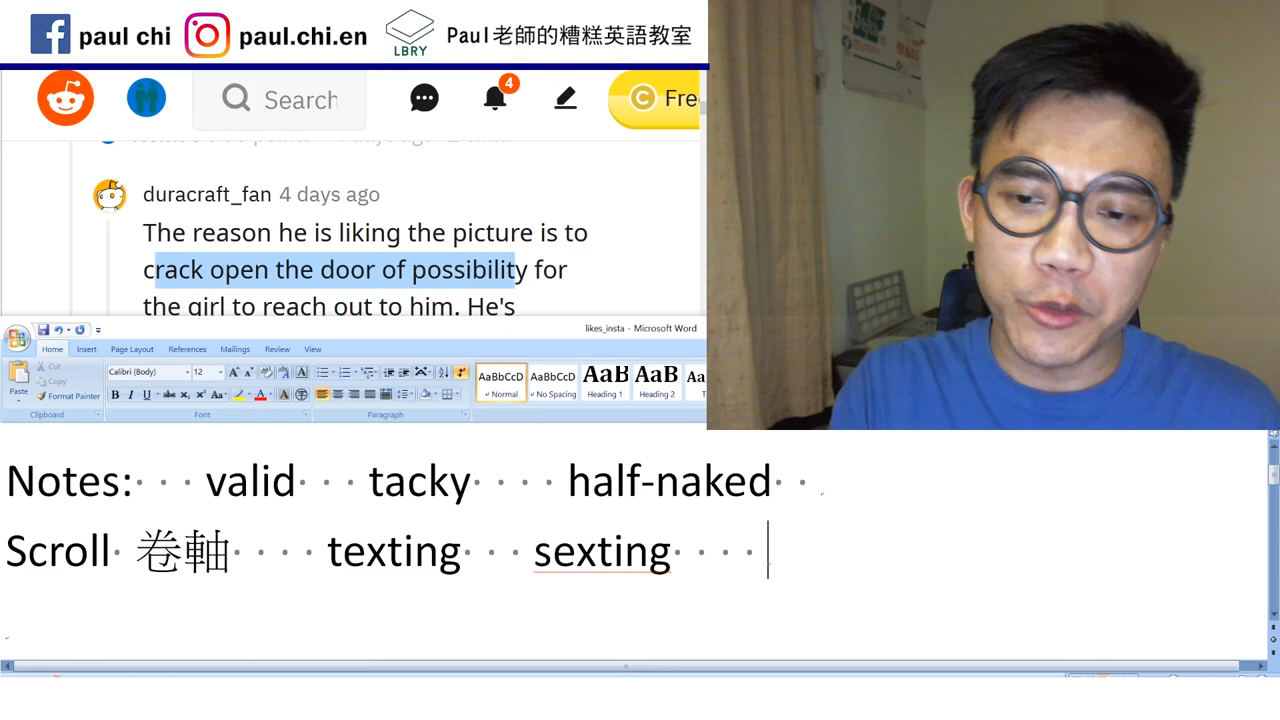 paul chi paul.chi.en LBRY Paul老師的糟糕英語教室
4
Search Fre
duracraft_fan 4 days ago
The reason he is liking the picture is to
crack open the door of possibility for
the girl to reach out to him. He's
likes_insta - Microsoft Word
Home Insert Page Layout References Mailings Review View
Cut
Copy
Format Painter
Paste
Calibri (Body) 12
AaBbCcD AaBbCcD AaBb AaB
Normal No Spacing Heading 1 Heading 2
Clipboard Font Paragraph
Notes: valid tacky half-naked
Scroll 卷軸 texting sexting